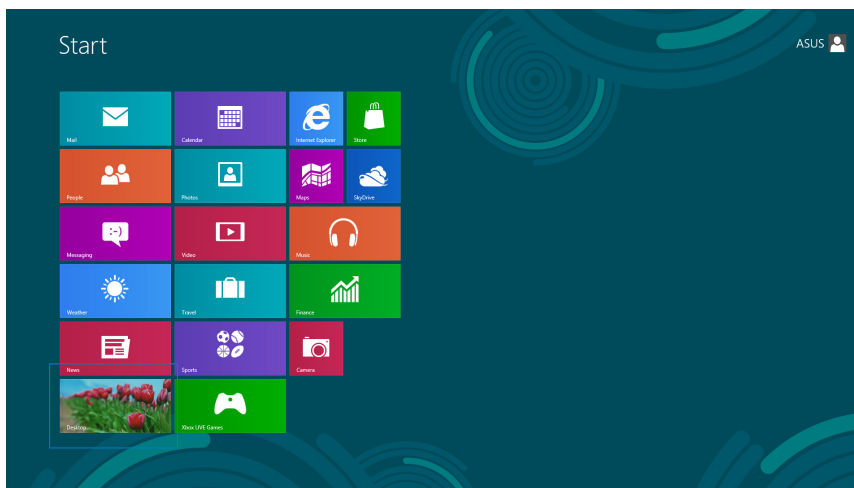 Start
ASUS
Mail
Calendar
Internet Explorer
Store
People
Photos
Maps
SkyDrive
Messaging
:-)
Video
Music
Weather
Travel
Finance
News
Sports
Camera
Desktop
Xbox LIVE Games